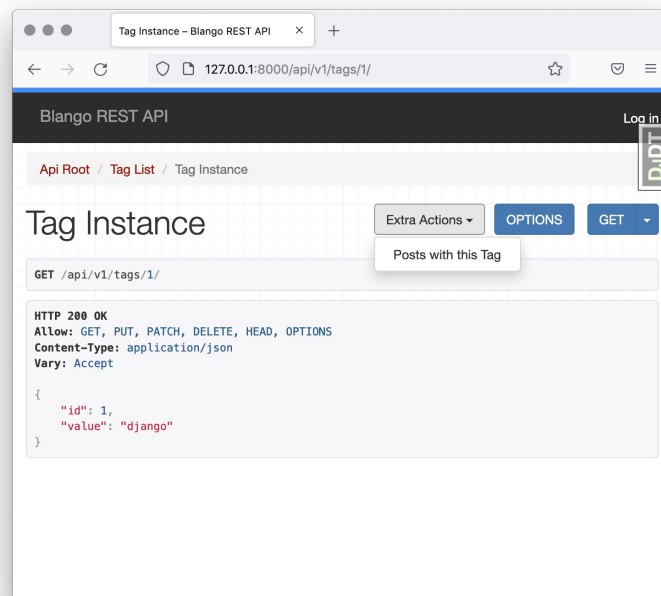 Tag Instance – Blango REST API
127.0.0.1:8000/api/v1/tags/1/
Blango REST API
Log in
DjDT
Api Root / Tag List / Tag Instance
Tag Instance
Extra Actions
OPTIONS
GET
Posts with this Tag
GET /api/v1/tags/1/
HTTP 200 OK
Allow: GET, PUT, PATCH, DELETE, HEAD, OPTIONS
Content-Type: application/json
Vary: Accept
{
    "id": 1,
    "value": "django"
}